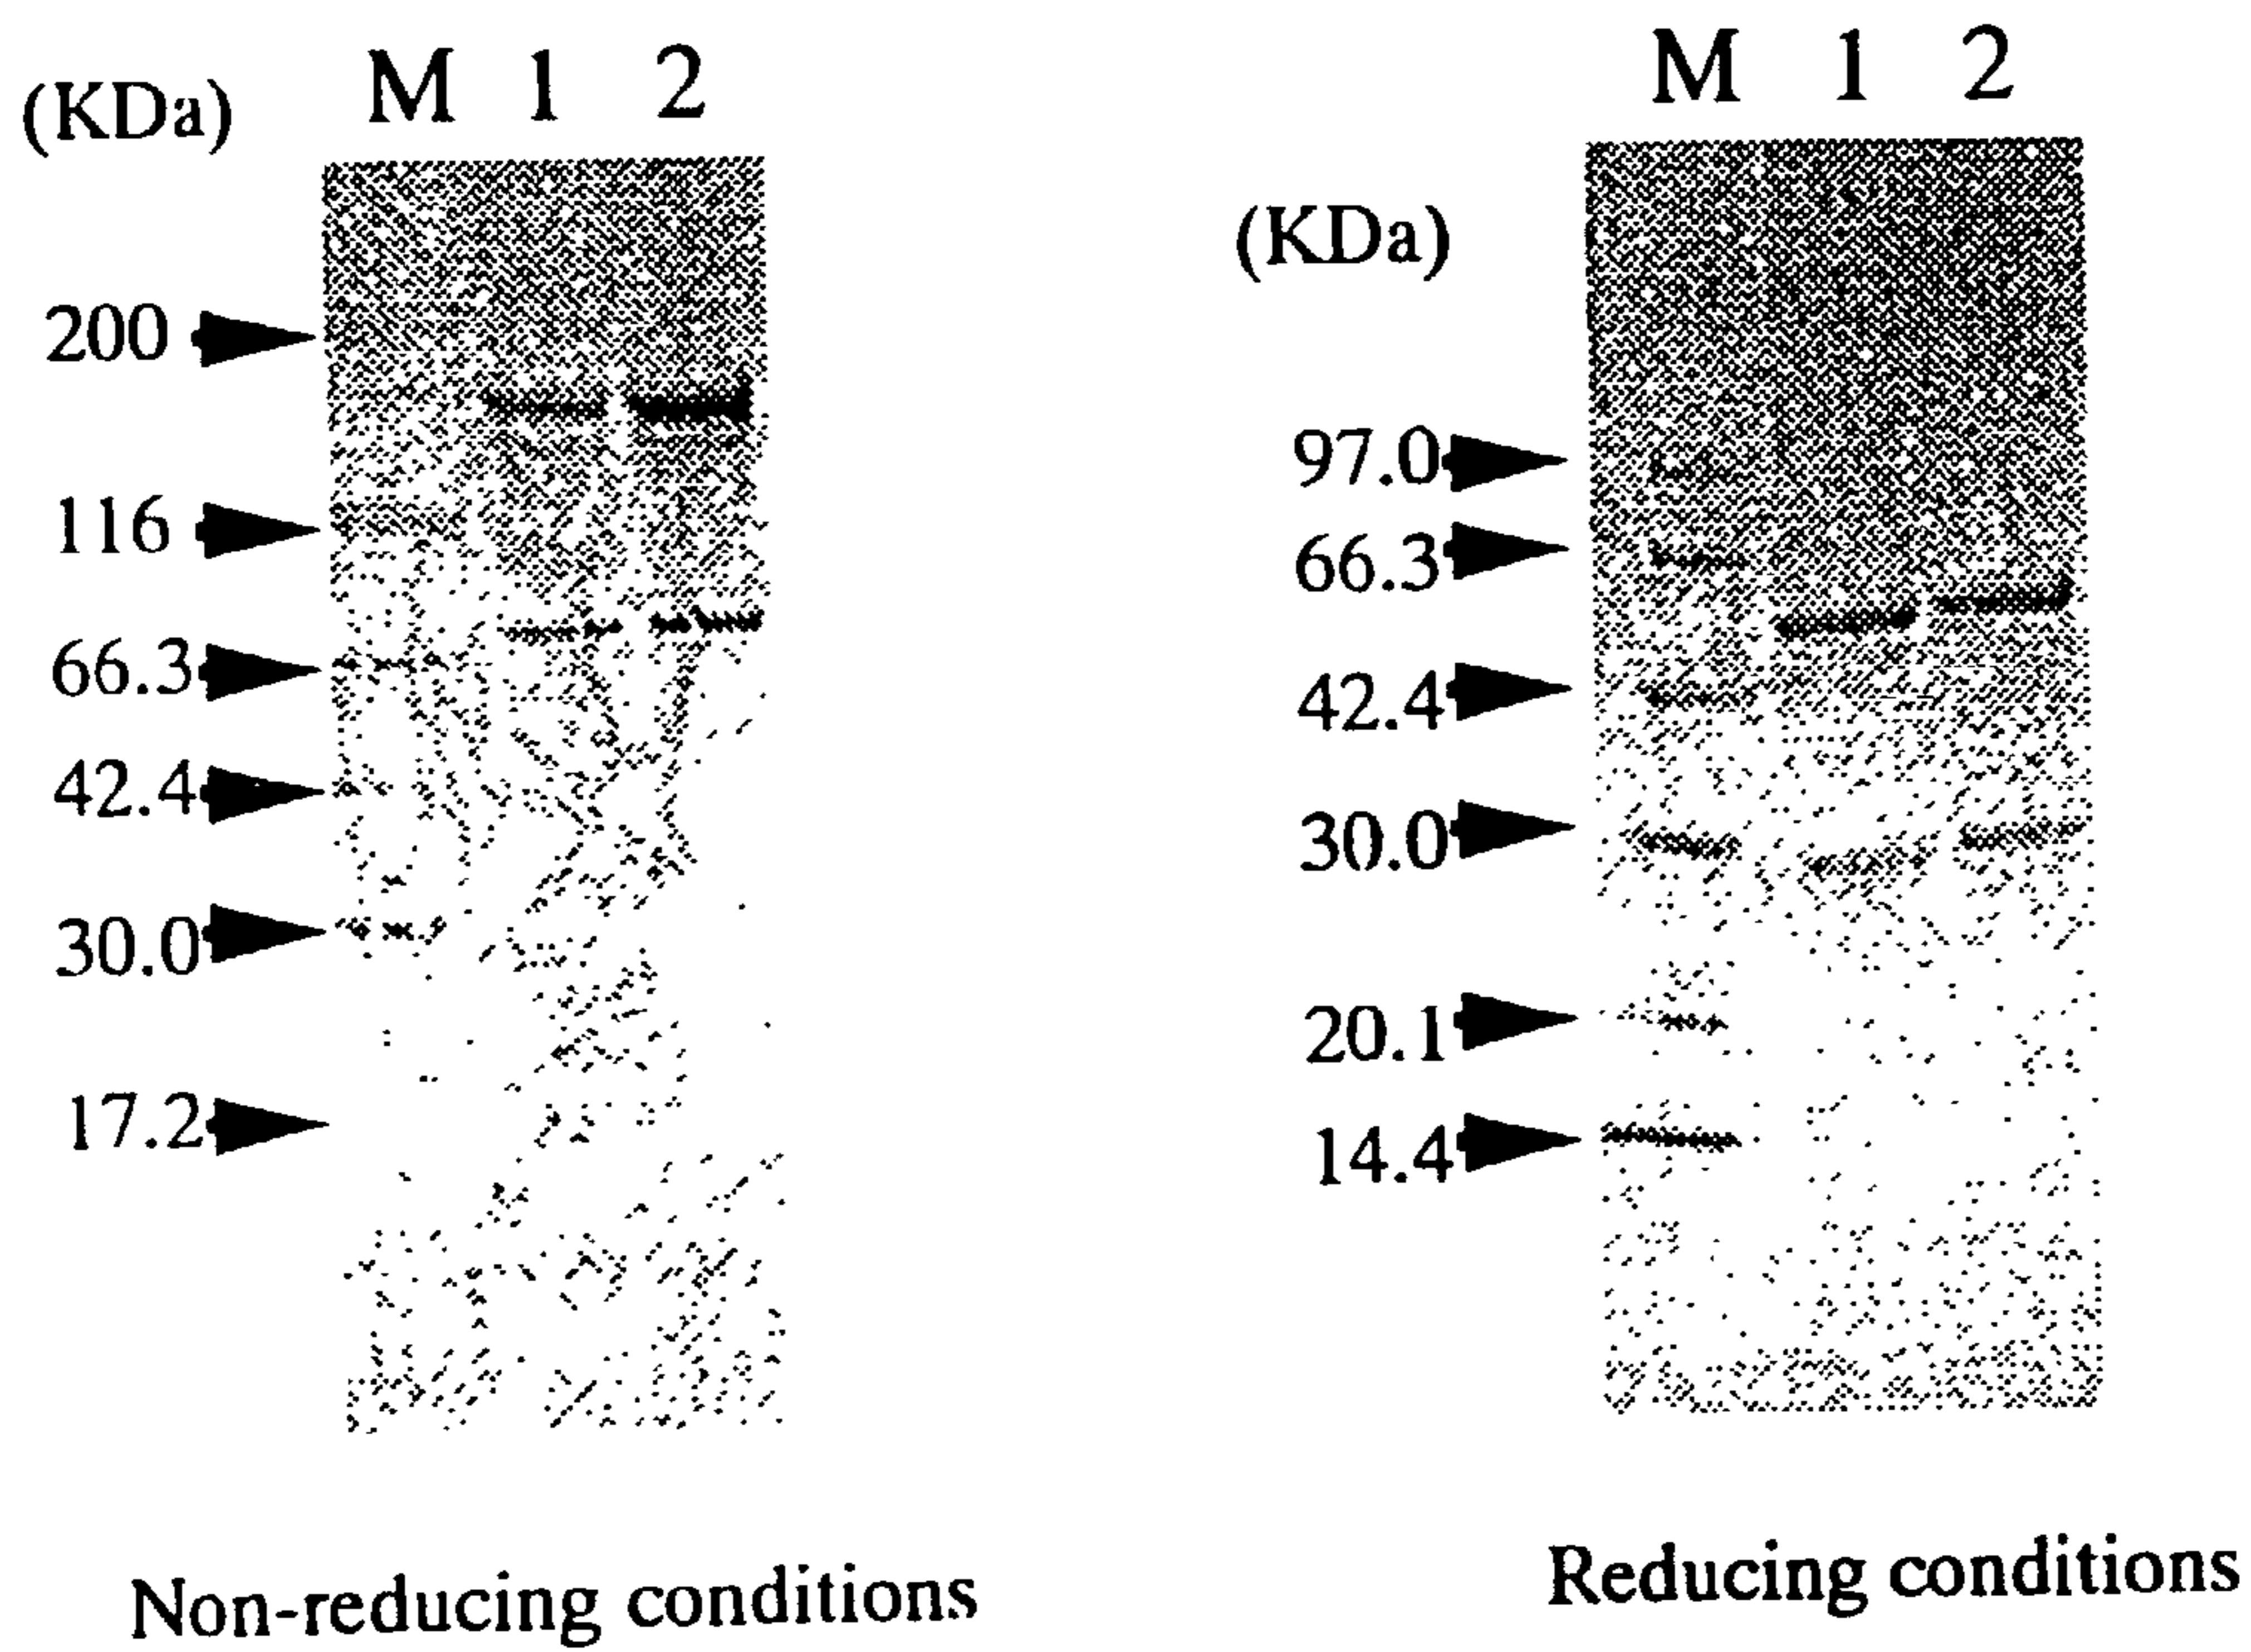 (KDa) M 1 2
200
116
66.3
42.4
30.0
17.2
Non-reducing conditions
M 1 2
(KDa)
97.0
66.3
42.4
30.0
20.1
14.4
Reducing conditions